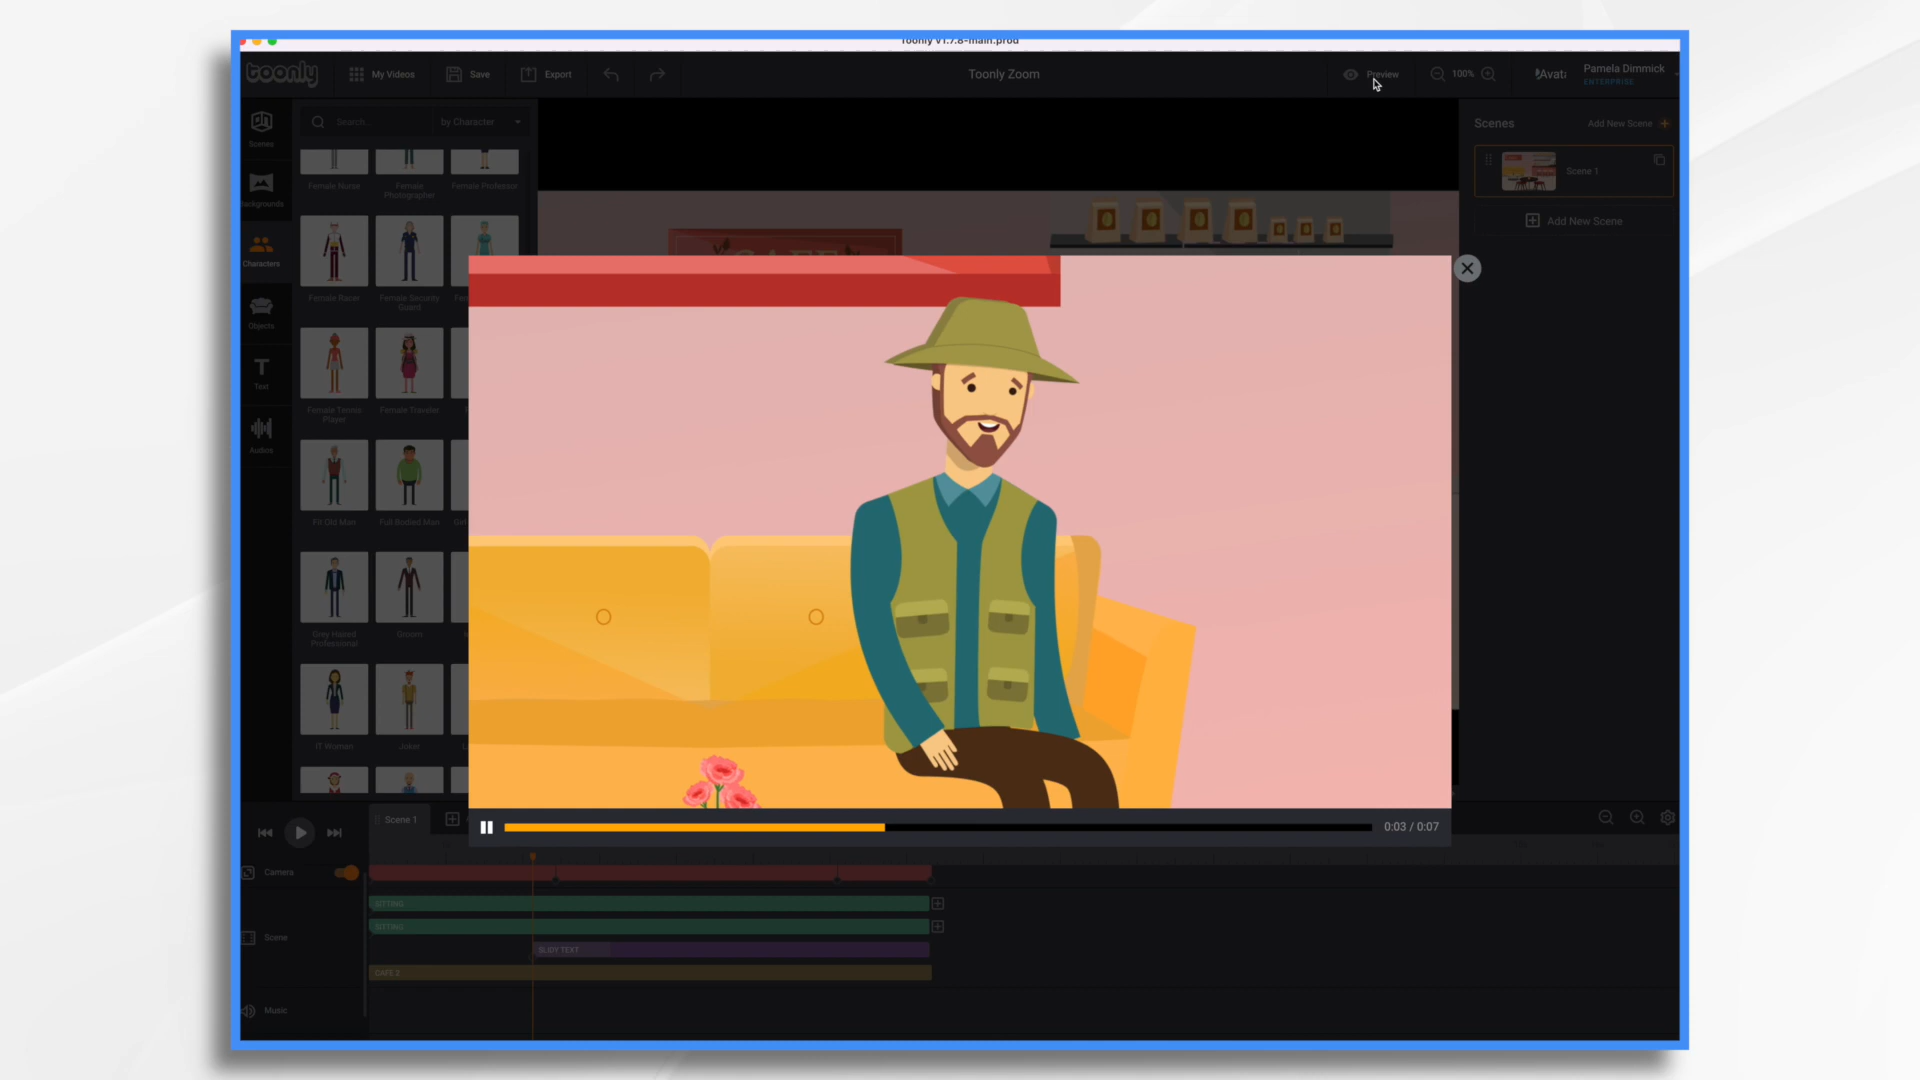 Toonly v1.7.8-main.prod
toonly
My Videos
Save
Export
Toonly Zoom
Preview
100%
Pamela Dimmick
ENTERPRISE
Scenes
Backgrounds
Characters
Objects
Text
Audios
Search...
by Character
Female Nurse
Female Photographer
Female Professor
Female Racer
Female Security Guard
Female Tennis Player
Female Traveler
Fit Old Man
Full Bodied Man
Grey Haired Professional
Groom
IT Woman
Joker
CAFE
Scenes
Add New Scene
Scene 1
Add New Scene
0:03 / 0:07
Scene 1
Camera
SITTING
SITTING
Scene
SLIDY TEXT
CAFE 2
Music